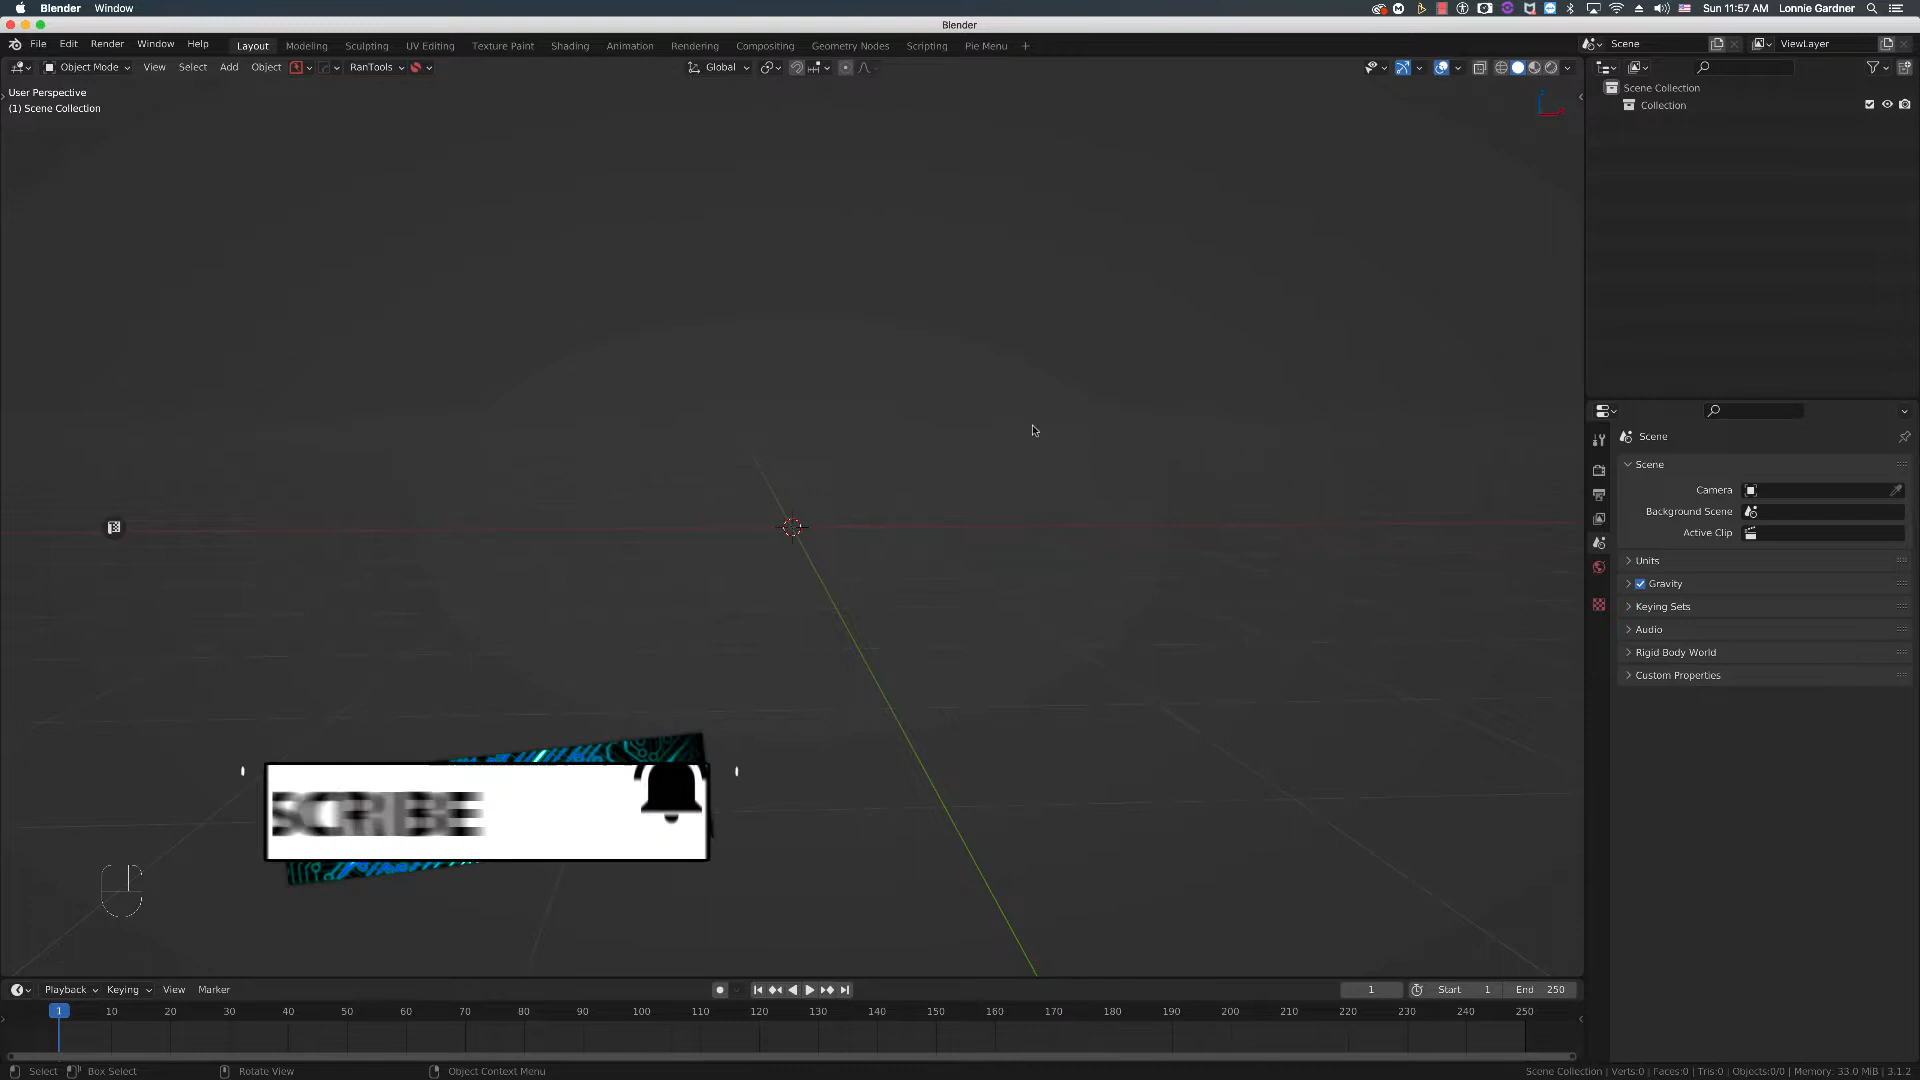 Blender Window Sun 11:57 AM Lonnie Gardner
Blender
File Edit Render Window Help Layout Modeling Sculpting UV Editing Texture Paint Shading Animation Rendering Compositing Geometry Nodes Scripting Pie Menu + Scene ViewLayer
Object Mode View Select Add Object RanTools Global
User Perspective
(1) Scene Collection
Scene Collection
Collection
Scene
Scene
Camera
Background Scene
Active Clip
Units
Gravity
Keying Sets
Audio
Rigid Body World
Custom Properties
SCRIBE
Playback Keying View Marker 1 Start 1 End 250
1 10 20 30 40 50 60 70 80 90 100 110 120 130 140 150 160 170 180 190 200 210 220 230 240 250
Select Box Select Rotate View Object Context Menu Scene Collection | Verts:0 | Faces:0 | Tris:0 | Objects:0/0 | Memory: 33.0 MiB | 3.1.2